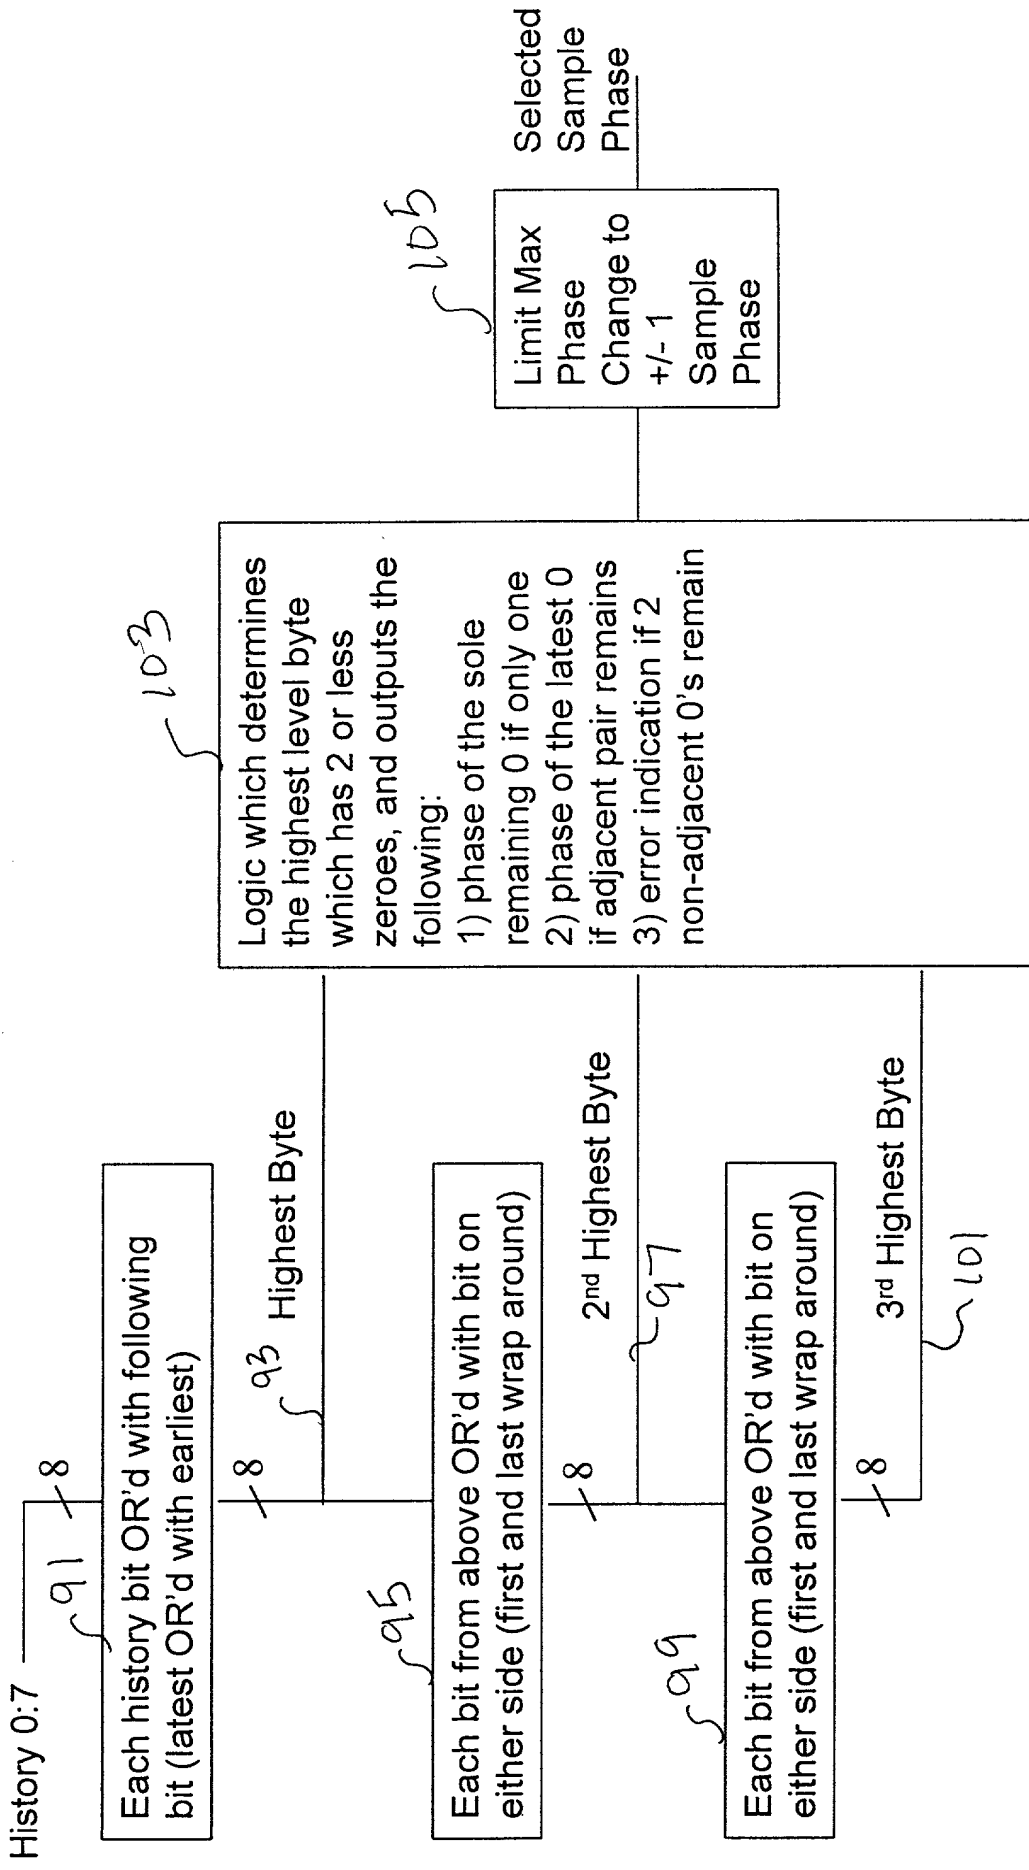 History 0:7
8
91
Each history bit OR'd with following
bit (latest OR'd with earliest)
8
93
Highest Byte
95
Each bit from above OR'd with bit on
either side (first and last wrap around)
8
2nd Highest Byte
97
99
Each bit from above OR'd with bit on
either side (first and last wrap around)
8
3rd Highest Byte
101
103
Logic which determines
the highest level byte
which has 2 or less
zeroes, and outputs the
following:
1) phase of the sole
remaining 0 if only one
2) phase of the latest 0
if adjacent pair remains
3) error indication if 2
non-adjacent 0's remain
105
Limit Max
Phase
Change to
+/- 1
Sample
Phase
Selected
Sample
Phase